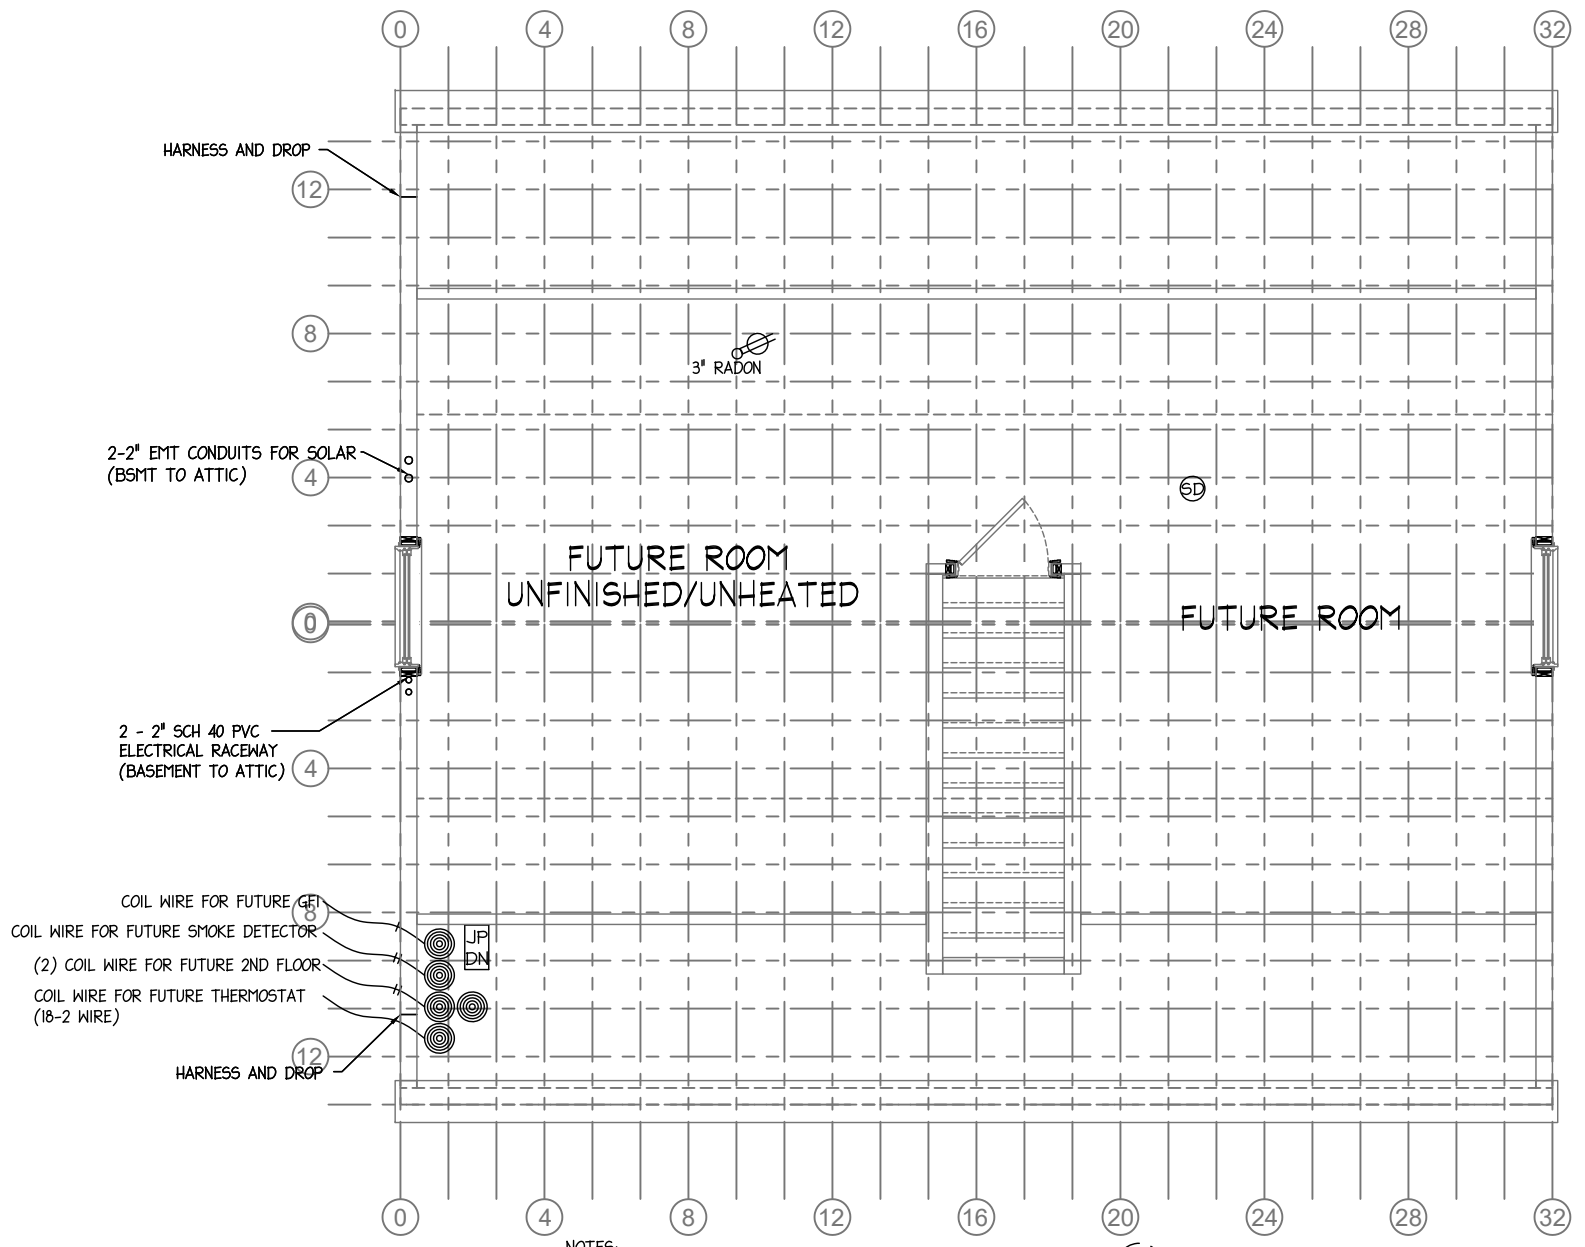 0 4 8 12 16 20 24 28 32
HARNESS AND DROP
12
8
3" RADON
2-2" EMT CONDUITS FOR SOLAR
(BSMT TO ATTIC)
4
SD
FUTURE ROOM
UNFINISHED/UNHEATED
FUTURE ROOM
0
2 - 2" SCH 40 PVC
ELECTRICAL RACEWAY
(BASEMENT TO ATTIC)
4
COIL WIRE FOR FUTURE GFI
8
COIL WIRE FOR FUTURE SMOKE DETECTOR
JP
DN
(2) COIL WIRE FOR FUTURE 2ND FLOOR
COIL WIRE FOR FUTURE THERMOSTAT
(18-2 WIRE)
12
HARNESS AND DROP
0 4 8 12 16 20 24 28 32
NOTES: